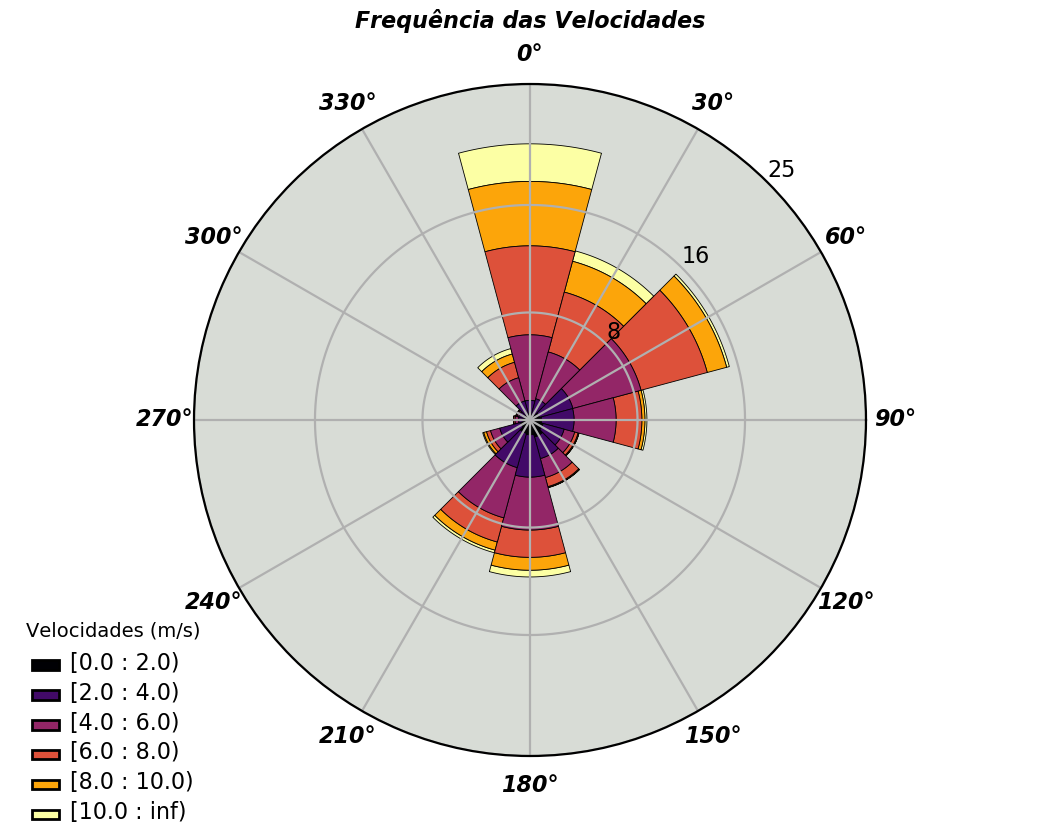 Frequência das Velocidades
0°
330°
30°
25
300°
60°
16
8
270°
90°
240°
120°
210°
150°
180°
Velocidades (m/s)
[0.0 : 2.0)
[2.0 : 4.0)
[4.0 : 6.0)
[6.0 : 8.0)
[8.0 : 10.0)
[10.0 : inf)